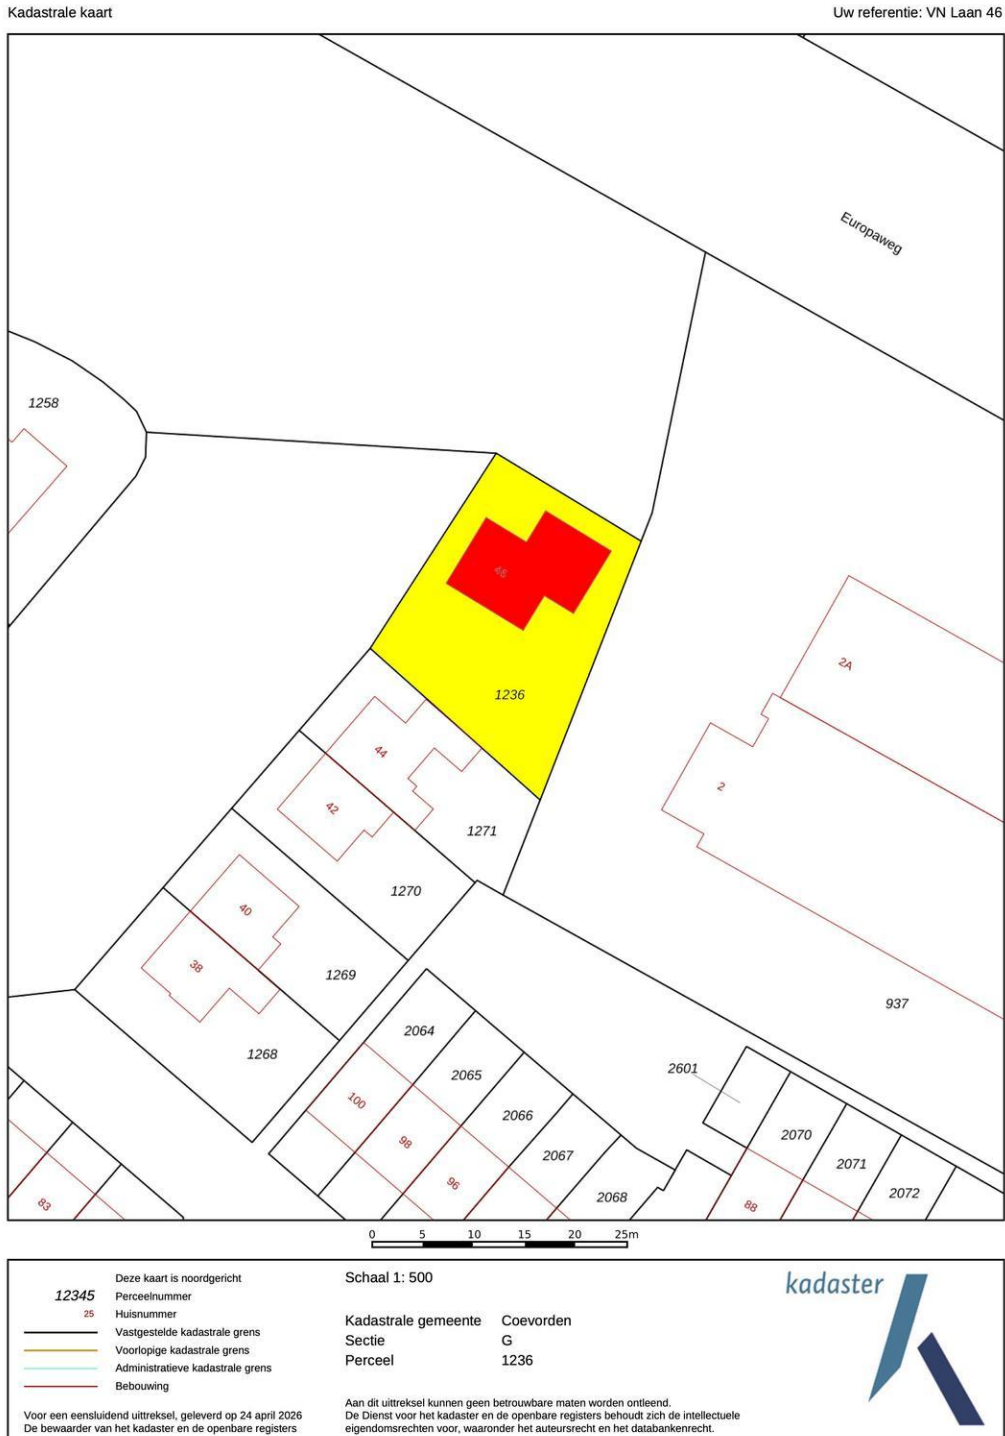 Kadastrale kaart
Uw referentie: VN Laan 46
Europaweg
1258
46
2A
1236
44
2
42
1271
1270
40
38
1269
937
1268
2064
2601
2065
100
2066
2070
98
2067
2071
96
2068
2072
83
88
0 5 10 15 20 25m
Deze kaart is noordgericht
12345 Perceelnummer
25 Huisnummer
Vastgestelde kadastrale grens
Voorlopige kadastrale grens
Administratieve kadastrale grens
Bebouwing
Voor een eensluidend uittreksel, geleverd op 24 april 2026
De bewaarder van het kadaster en de openbare registers
Schaal 1: 500
Kadastrale gemeente Coevorden
Sectie G
Perceel 1236
Aan dit uittreksel kunnen geen betrouwbare maten worden ontleend.
De Dienst voor het kadaster en de openbare registers behoudt zich de intellectuele
eigendomsrechten voor, waaronder het auteursrecht en het databankenrecht.
kadaster